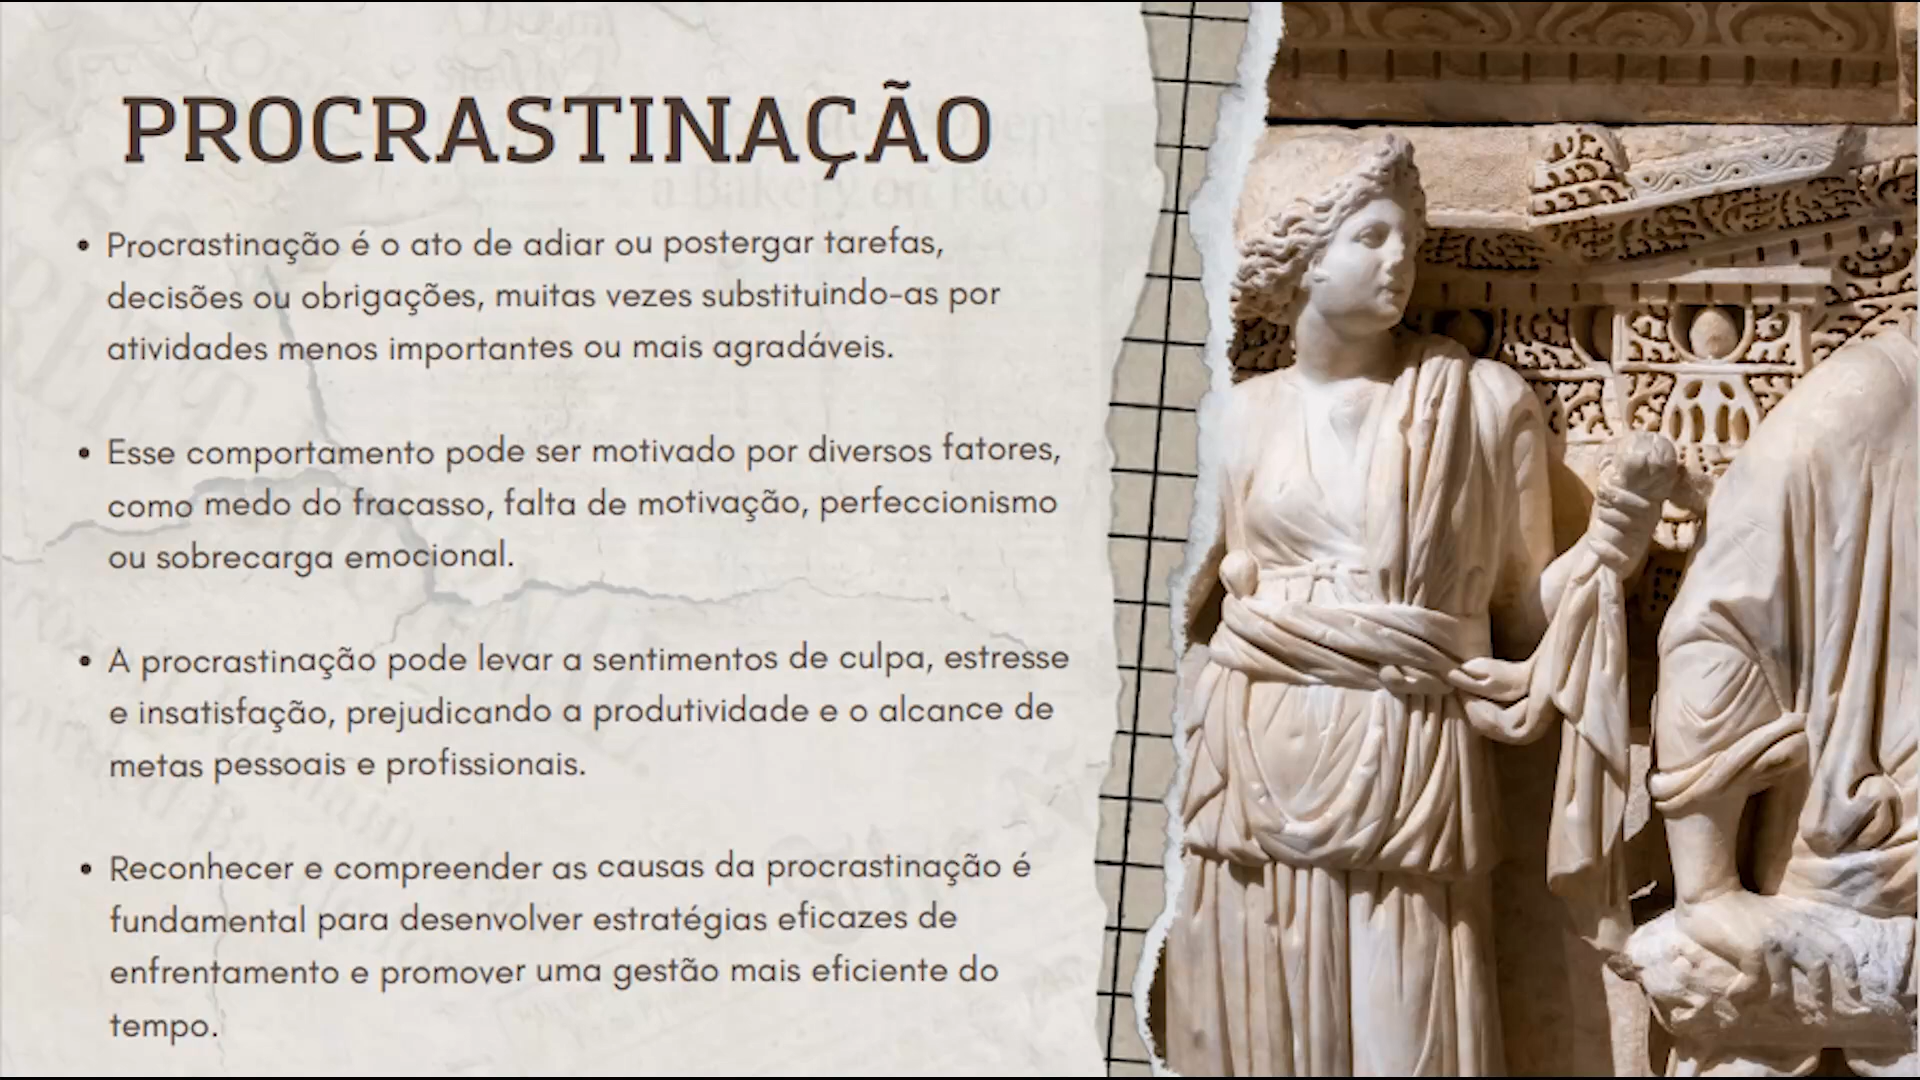 PROCRASTINAÇÃO
a Bakery on Pico
• Procrastinação é o ato de adiar ou postergar tarefas,
decisões ou obrigações, muitas vezes substituindo-as por
atividades menos importantes ou mais agradáveis.
• Esse comportamento pode ser motivado por diversos fatores,
como medo do fracasso, falta de motivação, perfeccionismo
ou sobrecarga emocional.
• A procrastinação pode levar a sentimentos de culpa, estresse
e insatisfação, prejudicando a produtividade e o alcance de
metas pessoais e profissionais.
• Reconhecer e compreender as causas da procrastinação é
fundamental para desenvolver estratégias eficazes de
enfrentamento e promover uma gestão mais eficiente do
tempo.